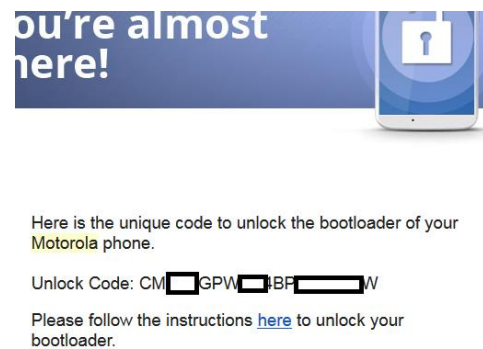 ou're almost
here!
Here is the unique code to unlock the bootloader of your
Motorola phone.
Unlock Code: CM GPW 4BP W
Please follow the instructions here to unlock your
bootloader.